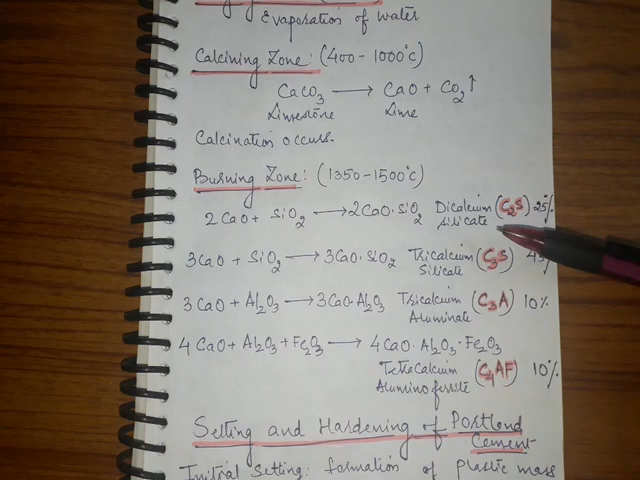 Evaporation of water
Calcining Zone: (400-1000°c)
CaCO₃ → CaO + CO₂↑
Limestone Lime
Calcination occurs.
Burning Zone: (1350-1500°c)
2CaO + SiO₂ → 2CaO·SiO₂ Dicalcium (C₂S) 25%
Silicate
3CaO + SiO₂ → 3CaO·SiO₂ Tricalcium (C₃S)
Silicate
3CaO + Al₂O₃ → 3CaO·Al₂O₃ Tricalcium (C₃A) 10%
Aluminate
4CaO + Al₂O₃ + Fe₂O₃ → 4CaO·Al₂O₃·Fe₂O₃
Tetracalcium (C₄AF) 10%
Alumino ferrite
Setting and Hardening of Portland
Cement
Initial Setting: formation of plastic mass